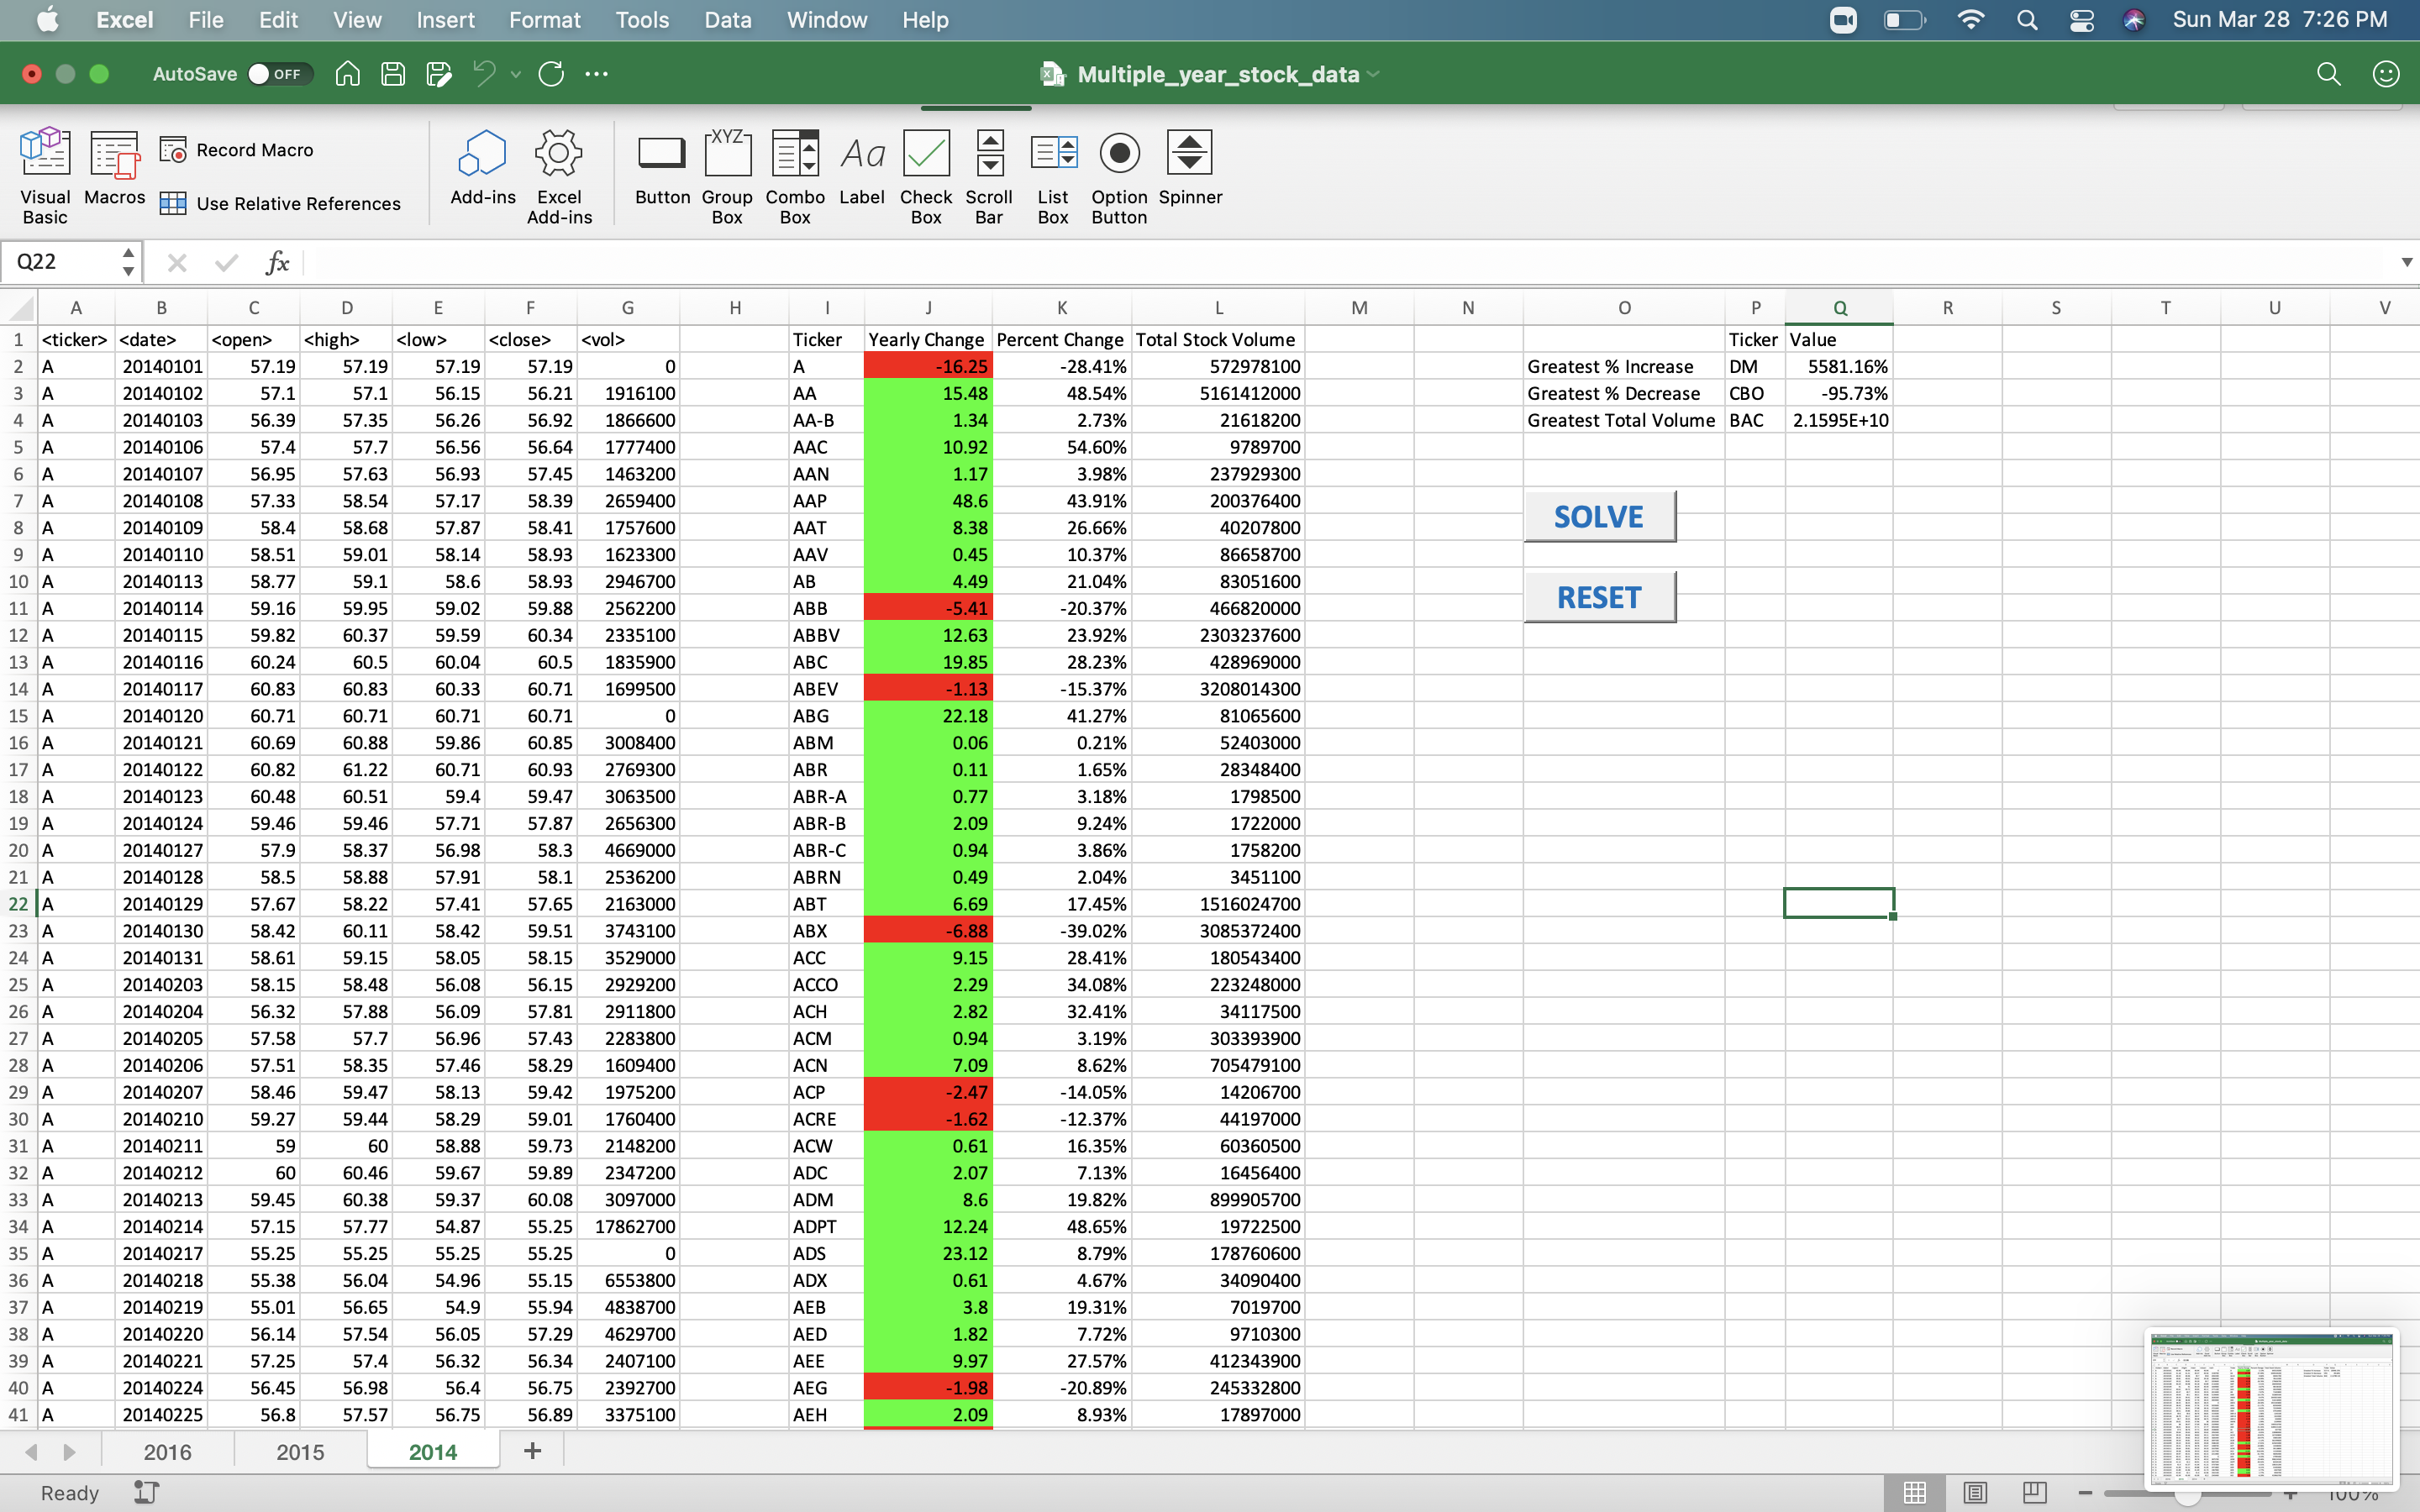 Excel File Edit View Insert Format Tools Data Window Help Sun Mar 28 7:26 PM
AutoSave OFF Multiple_year_stock_data
Visual Basic Macros Record Macro Use Relative References Add-ins Excel Add-ins Button Group Box Combo Box Label Check Box Scroll Bar List Box Option Button Spinner
XYZ Aa
Q22 fx
A B C D E F G H I J K L M N O P Q R S T U V
1 <ticker> <date> <open> <high> <low> <close> <vol> Ticker Yearly Change Percent Change Total Stock Volume Ticker Value
2 A 20140101 57.19 57.19 57.19 57.19 0 A -16.25 -28.41% 572978100 Greatest % Increase DM 5581.16%
3 A 20140102 57.1 57.1 56.15 56.21 1916100 AA 15.48 48.54% 5161412000 Greatest % Decrease CBO -95.73%
4 A 20140103 56.39 57.35 56.26 56.92 1866600 AA-B 1.34 2.73% 21618200 Greatest Total Volume BAC 2.1595E+10
5 A 20140106 57.4 57.7 56.56 56.64 1777400 AAC 10.92 54.60% 9789700
6 A 20140107 56.95 57.63 56.93 57.45 1463200 AAN 1.17 3.98% 237929300
7 A 20140108 57.33 58.54 57.17 58.39 2659400 AAP 48.6 43.91% 200376400
8 A 20140109 58.4 58.68 57.87 58.41 1757600 AAT 8.38 26.66% 40207800 SOLVE
9 A 20140110 58.51 59.01 58.14 58.93 1623300 AAV 0.45 10.37% 86658700
10 A 20140113 58.77 59.1 58.6 58.93 2946700 AB 4.49 21.04% 83051600
11 A 20140114 59.16 59.95 59.02 59.88 2562200 ABB -5.41 -20.37% 466820000 RESET
12 A 20140115 59.82 60.37 59.59 60.34 2335100 ABBV 12.63 23.92% 2303237600
13 A 20140116 60.24 60.5 60.04 60.5 1835900 ABC 19.85 28.23% 428969000
14 A 20140117 60.83 60.83 60.33 60.71 1699500 ABEV -1.13 -15.37% 3208014300
15 A 20140120 60.71 60.71 60.71 60.71 0 ABG 22.18 41.27% 81065600
16 A 20140121 60.69 60.88 59.86 60.85 3008400 ABM 0.06 0.21% 52403000
17 A 20140122 60.82 61.22 60.71 60.93 2769300 ABR 0.11 1.65% 28348400
18 A 20140123 60.48 60.51 59.4 59.47 3063500 ABR-A 0.77 3.18% 1798500
19 A 20140124 59.46 59.46 57.71 57.87 2656300 ABR-B 2.09 9.24% 1722000
20 A 20140127 57.9 58.37 56.98 58.3 4669000 ABR-C 0.94 3.86% 1758200
21 A 20140128 58.5 58.88 57.91 58.1 2536200 ABRN 0.49 2.04% 3451100
22 A 20140129 57.67 58.22 57.41 57.65 2163000 ABT 6.69 17.45% 1516024700
23 A 20140130 58.42 60.11 58.42 59.51 3743100 ABX -6.88 -39.02% 3085372400
24 A 20140131 58.61 59.15 58.05 58.15 3529000 ACC 9.15 28.41% 180543400
25 A 20140203 58.15 58.48 56.08 56.15 2929200 ACCO 2.29 34.08% 223248000
26 A 20140204 56.32 57.88 56.09 57.81 2911800 ACH 2.82 32.41% 34117500
27 A 20140205 57.58 57.7 56.96 57.43 2283800 ACM 0.94 3.19% 303393900
28 A 20140206 57.51 58.35 57.46 58.29 1609400 ACN 7.09 8.62% 705479100
29 A 20140207 58.46 59.47 58.13 59.42 1975200 ACP -2.47 -14.05% 14206700
30 A 20140210 59.27 59.44 58.29 59.01 1760400 ACRE -1.62 -12.37% 44197000
31 A 20140211 59 60 58.88 59.73 2148200 ACW 0.61 16.35% 60360500
32 A 20140212 60 60.46 59.67 59.89 2347100 ADC 2.07 7.13% 16456400
33 A 20140213 59.45 60.38 59.37 60.08 3097000 ADM 8.6 19.82% 899905700
34 A 20140214 57.15 57.77 54.87 55.25 17862700 ADPT 12.24 48.65% 19722500
35 A 20140217 55.25 55.25 55.25 55.25 0 ADS 23.12 8.79% 178760600
36 A 20140218 55.38 56.04 54.96 55.15 6553800 ADX 0.61 4.67% 34090400
37 A 20140219 55.01 56.65 54.9 55.94 4838700 AEB 3.8 19.31% 7019700
38 A 20140220 56.14 57.54 56.05 57.29 4629700 AED 1.82 7.72% 9710300
39 A 20140221 57.25 57.4 56.32 56.34 2407100 AEE 9.97 27.57% 412343900
40 A 20140224 56.45 56.98 56.4 56.75 2392700 AEG -1.98 -20.89% 245332800
41 A 20140225 56.8 57.57 56.75 56.89 3375100 AEH 2.09 8.93% 17897000
2016 2015 2014 +
Ready 100%